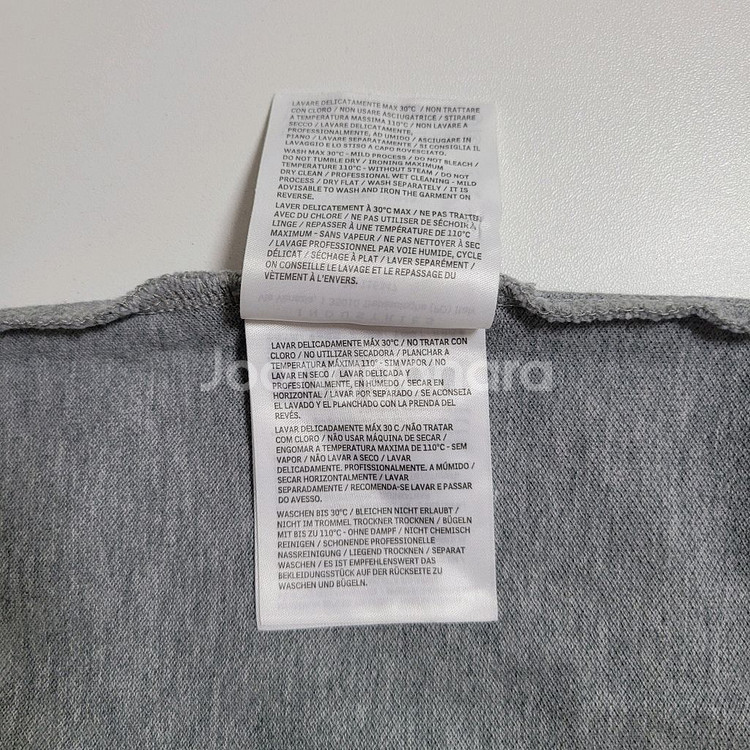 LAVARE DELICATAMENTE MAX 30°C / NON TRATTARE
CON CLORO / NON USARE ASCIUGATRICE / STIRARE
A TEMPERATURA MASSIMA 110°C / NON LAVARE A
SECCO / LAVARE DELICATAMENTE,
PROFESSIONALMENTE, AD UMIDO / ASCIUGARE IN
PIANO / LAVARE SEPARATAMENTE / SI CONSIGLIA IL
LAVAGGIO E LO STIRO A CAPO ROVESCIATO.
WASH MAX 30°C - MILD PROCESS / DO NOT BLEACH /
DO NOT TUMBLE DRY / IRONING MAXIMUM
TEMPERATURE 110°C - WITHOUT STEAM / DO NOT
DRY CLEAN / PROFESSIONAL WET CLEANING - MILD
PROCESS / DRY FLAT / WASH SEPARATELY / IT IS
ADVISABLE TO WASH AND IRON THE GARMENT ON
REVERSE.
LAVER DELICATEMENT À 30°C MAX / NE PAS TRAITER
AVEC DU CHLORE / NE PAS UTILISER DE SÉCHOIR À
LINGE / REPASSER À UNE TEMPÉRATURE DE 110°C
MAXIMUM - SANS VAPEUR / NE PAS NETTOYER À SEC
/ LAVAGE PROFESSIONNEL PAR VOIE HUMIDE, CYCLE
DÉLICAT / SÉCHAGE À PLAT / LAVER SEPARÉMENT /
ON CONSEILLE LE LAVAGE ET LE REPASSAGE DU
VÊTEMENT À L'ENVERS.
LAVAR DELICADAMENTE MÁX 30°C / NO TRATAR CON
CLORO / NO UTILIZAR SECADORA / PLANCHAR A
TEMPERATURA MÁXIMA 110° - SIM VAPOR / NO
LAVAR EN SECO / LAVAR DELICADA Y
PROFESIONALMENTE, EN HÚMEDO / SECAR EN
HORIZONTAL / LAVAR POR SEPARADO / SE ACONSEIA
EL LAVADO Y EL PLANCHADO CON LA PRENDA DEL
REVÉS.
LAVAR DELICADAMENTE MÁX 30 C /NÃO TRATAR
COM CLORO / NÃO USAR MÁQUINA DE SECAR /
ENGOMAR A TEMPERATURA MAXIMA DE 110°C - SEM
VAPOR / NÃO LAVAR A SECO / LAVAR
DELICADAMENTE. PROFISSIONALMENTE. A MÚMIDO /
SECAR HORIZONTALMENTE / LAVAR
SEPARADAMENTE / RECOMENDA-SE LAVAR E PASSAR
DO AVESSO.
WASCHEN BIS 30°C / BLEICHEN NICHT ERLAUBT /
NICHT IM TROMMEL TROCKNER TROCKNEN / BÜGELN
MIT BIS ZU 110°C - OHNE DAMPF / NICHT CHEMISCH
REINIGEN / SCHONENDE PROFESSIONELLE
NASSREINIGUNG / LIEGEND TROCKNEN / SEPARAT
WASCHEN / ES IST EMPFEHLENSWERT DAS
BEKLEIDUNGSSTÜCK AUF DER RÜCKSEITE ZU
WASCHEN UND BÜGELN.